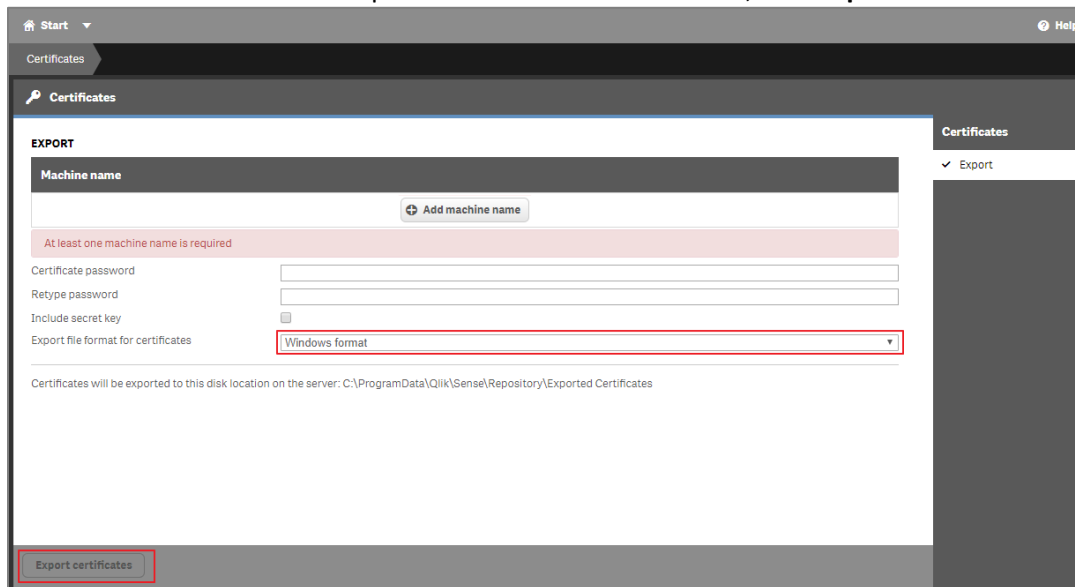 Start
Help
Certificates
Certificates
EXPORT
Machine name
Add machine name
At least one machine name is required
Certificate password
Retype password
Include secret key
Export file format for certificates
Windows format
Certificates will be exported to this disk location on the server: C:\ProgramData\Qlik\Sense\Repository\Exported Certificates
Export certificates
Certificates
Export